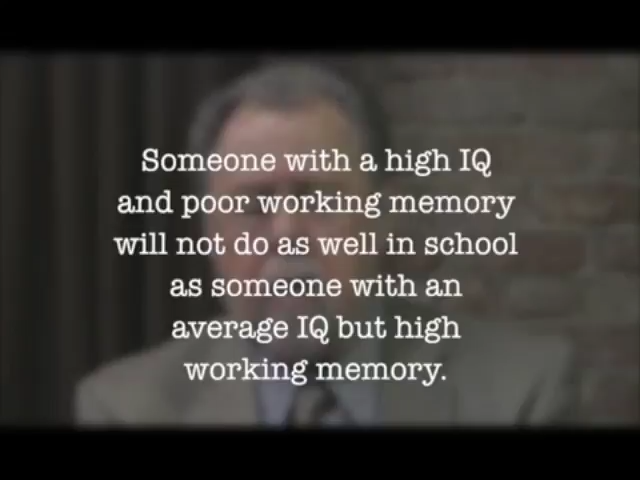 Someone with a high IQ
and poor working memory
will not do as well in school
as someone with an
average IQ but high
working memory.